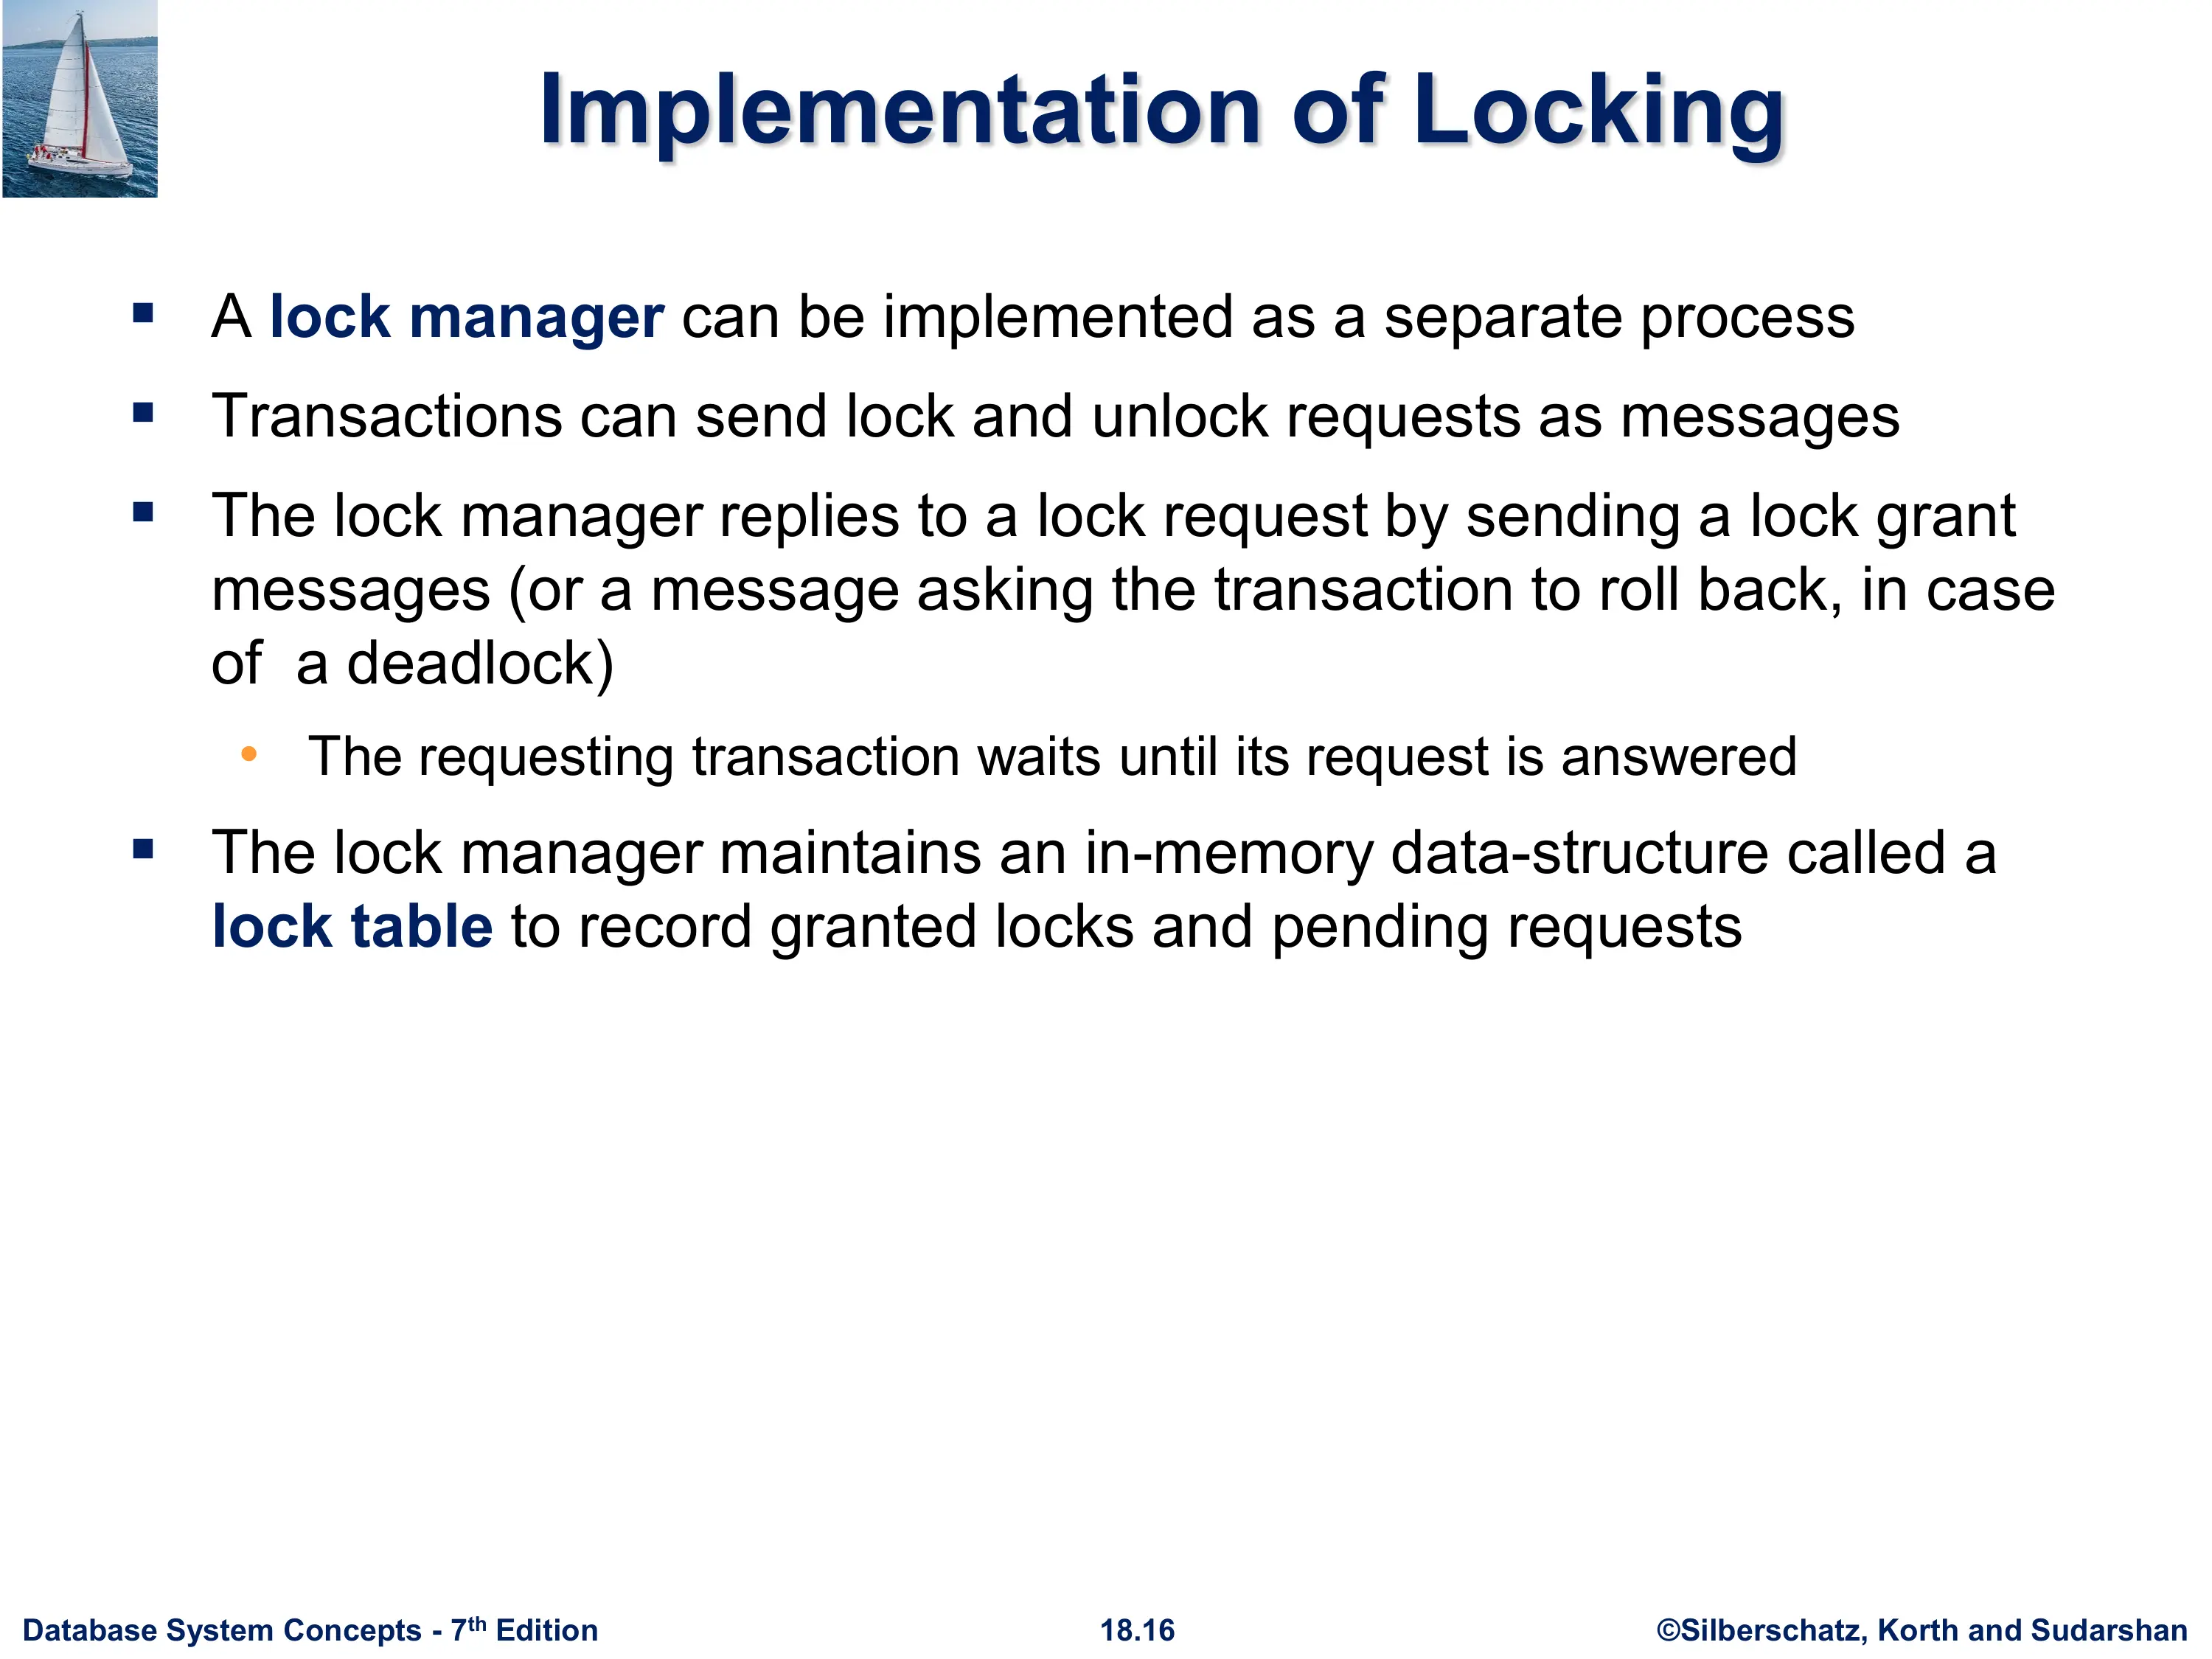 Implementation of Locking
▪ A lock manager can be implemented as a separate process
▪ Transactions can send lock and unlock requests as messages
▪ The lock manager replies to a lock request by sending a lock grant
messages (or a message asking the transaction to roll back, in case
of  a deadlock)
• The requesting transaction waits until its request is answered
▪ The lock manager maintains an in-memory data-structure called a
lock table to record granted locks and pending requests
Database System Concepts - 7th Edition
18.16
©Silberschatz, Korth and Sudarshan